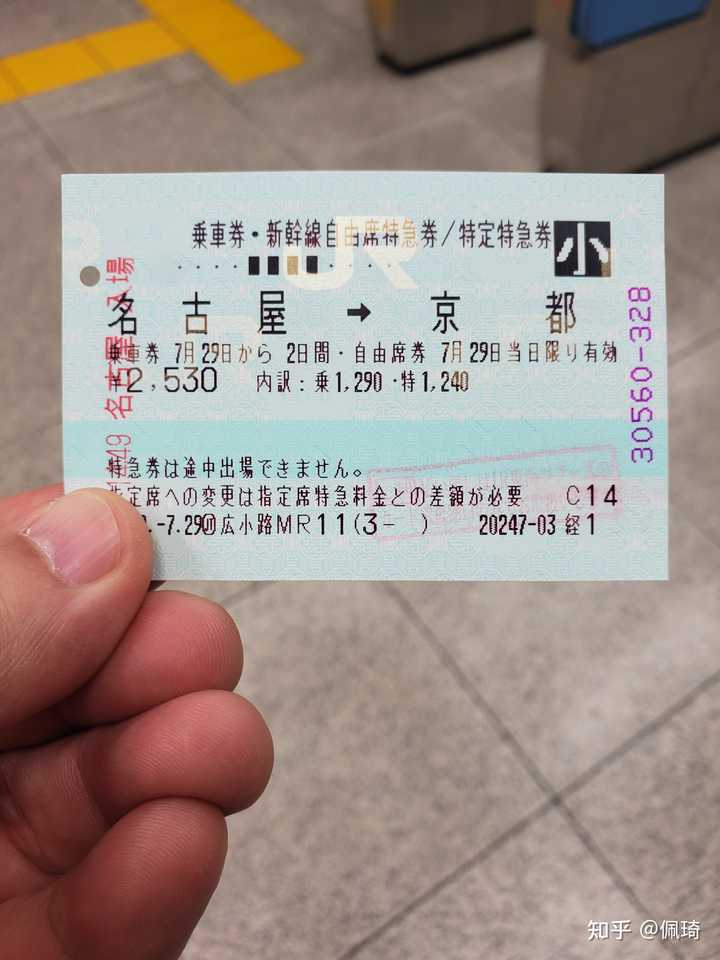 乗車券・新幹線自由席特急券/特定特急券 小
JR
名古屋 → 京都
乗車券 7月29日から 2日間・自由席券 7月29日当日限り有効
¥2,530 内訳:乗1,290・特1,240
特急券は途中出場できません。
指定席への変更は指定席特急料金との差額が必要 C14
.-7.29 広小路MR11(3- ) 20247-03 経1
30560-328
49 名古屋 入場
知乎 @佩琦